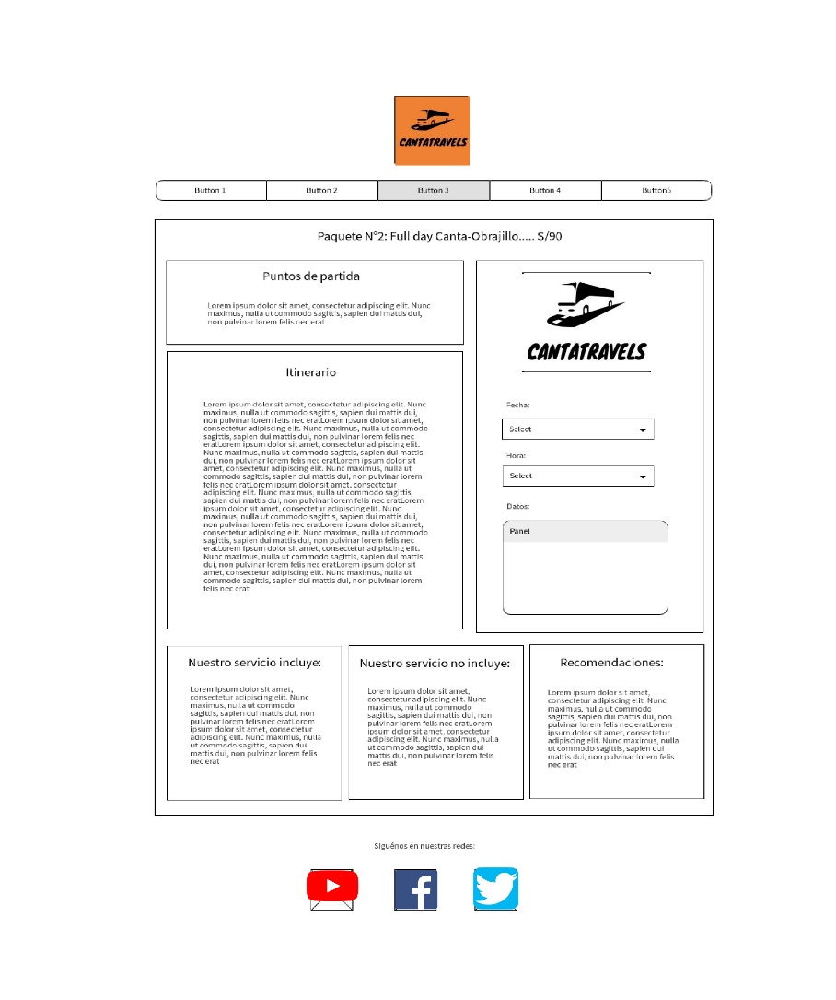 CANTATRAVELS
Button 1
Button 2
Button 3
Button 4
Button5
Paquete N°2: Full day Canta-Obrajillo..... S/90
Puntos de partida
Lorem ipsum dolor sit amet, consectetur adipiscing elit. Nunc
maximus, nulla ut commodo sagittis, sapien dui mattis dui,
non pulvinar lorem felis nec erat
Itinerario
Lorem ipsum dolor sit amet, consectetur adipiscing elit. Nunc
maximus, nulla ut commodo sagittis, sapien dui mattis dui,
non pulvinar lorem felis nec eratLorem ipsum dolor sit amet,
consectetur adipiscing elit. Nunc maximus, nulla ut commodo
sagittis, sapien dui mattis dui, non pulvinar lorem felis nec
eratLorem ipsum dolor sit amet, consectetur adipiscing elit.
Nunc maximus, nulla ut commodo sagittis, sapien dui mattis
dui, non pulvinar lorem felis nec eratLorem ipsum dolor sit
amet, consectetur adipiscing elit. Nunc maximus, nulla ut
commodo sagittis, sapien dui mattis dui, non pulvinar lorem
felis nec eratLorem ipsum dolor sit amet, consectetur
adipiscing elit. Nunc maximus, nulla ut commodo sagittis,
sapien dui mattis dui, non pulvinar lorem felis nec eratLorem
ipsum dolor sit amet, consectetur adipiscing elit. Nunc
maximus, nulla ut commodo sagittis, sapien dui mattis dui,
non pulvinar lorem felis nec eratLorem ipsum dolor sit amet,
consectetur adipiscing elit. Nunc maximus, nulla ut commodo
sagittis, sapien dui mattis dui, non pulvinar lorem felis nec
eratLorem ipsum dolor sit amet, consectetur adipiscing elit.
Nunc maximus, nulla ut commodo sagittis, sapien dui mattis
dui, non pulvinar lorem felis nec eratLorem ipsum dolor sit
amet, consectetur adipiscing elit. Nunc maximus, nulla ut
commodo sagittis, sapien dui mattis dui, non pulvinar lorem
felis nec erat
CANTATRAVELS
Fecha:
Select
Hora:
Select
Datos:
Panel
Nuestro servicio incluye:
Lorem ipsum dolor sit amet,
consectetur adipiscing elit. Nunc
maximus, nulla ut commodo
sagittis, sapien dui mattis dui, non
pulvinar lorem felis nec eratLorem
ipsum dolor sit amet, consectetur
adipiscing elit. Nunc maximus, nulla
ut commodo sagittis, sapien dui
mattis dui, non pulvinar lorem felis
nec erat
Nuestro servicio no incluye:
Lorem ipsum dolor sit amet,
consectetur adipiscing elit. Nunc
maximus, nulla ut commodo
sagittis, sapien dui mattis dui, non
pulvinar lorem felis nec eratLorem
ipsum dolor sit amet, consectetur
adipiscing elit. Nunc maximus, nulla
ut commodo sagittis, sapien dui
mattis dui, non pulvinar lorem felis
nec erat
Recomendaciones:
Lorem ipsum dolor sit amet,
consectetur adipiscing elit. Nunc
maximus, nulla ut commodo
sagittis, sapien dui mattis dui, non
pulvinar lorem felis nec eratLorem
ipsum dolor sit amet, consectetur
adipiscing elit. Nunc maximus, nulla
ut commodo sagittis, sapien dui
mattis dui, non pulvinar lorem felis
nec erat
Síguénos en nuestras redes: